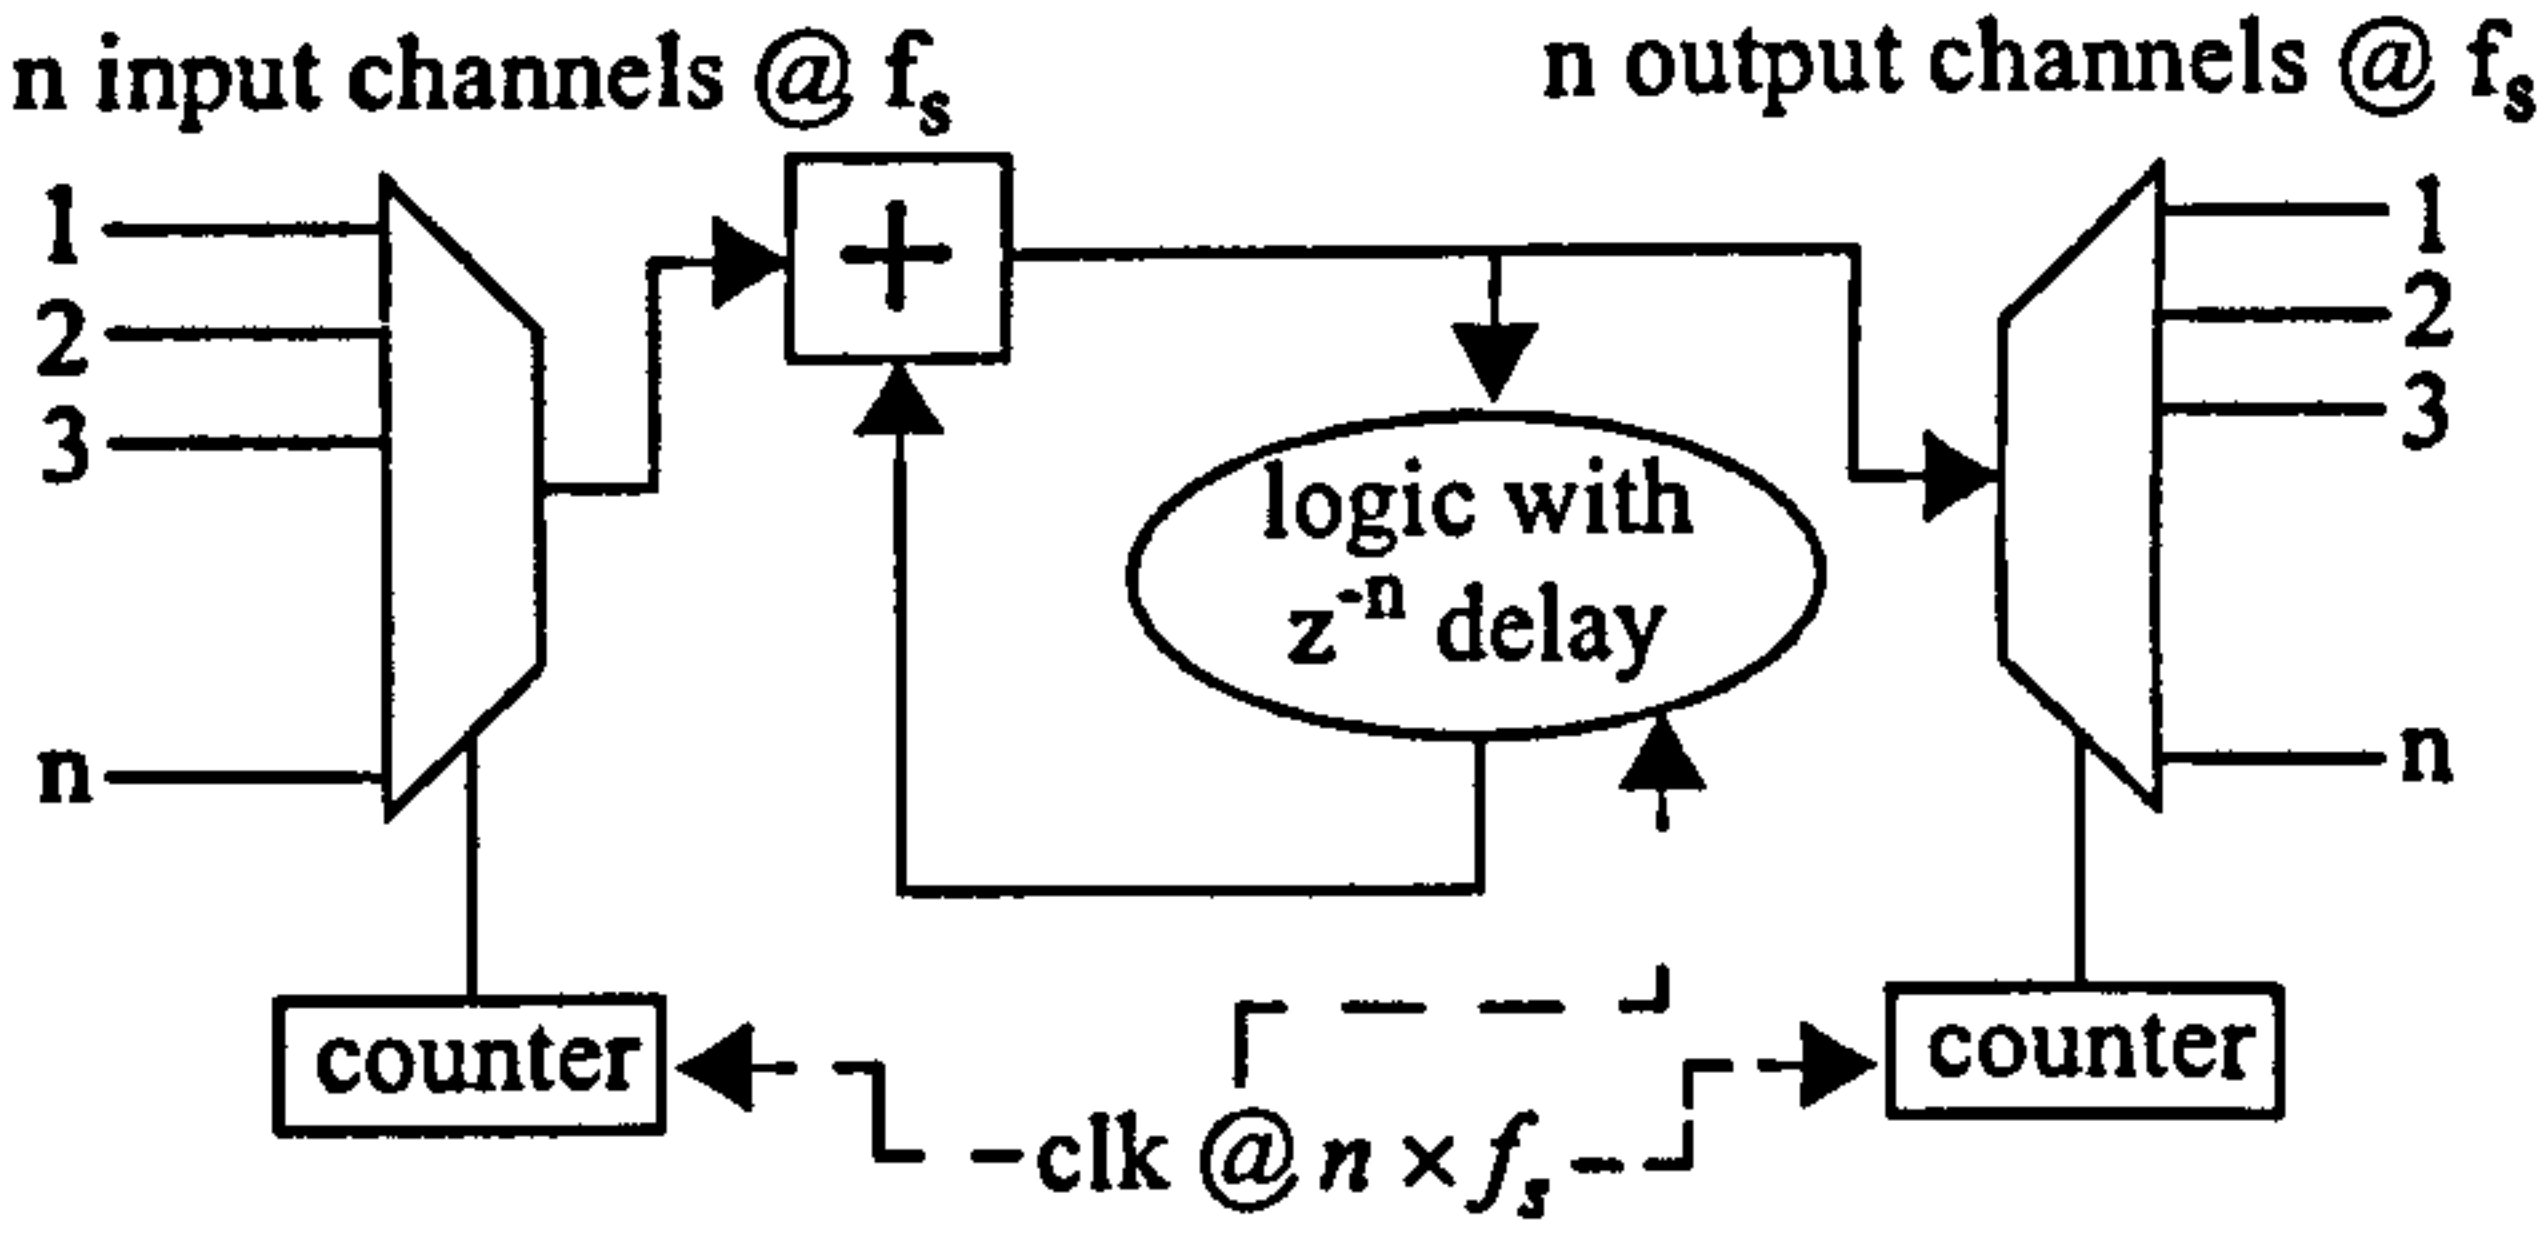 n input channels @ fₛ
n output channels @ fₛ
1
2
3
n
+
logic with
z⁻ⁿ delay
1
2
3
n
counter
clk @ n × fₛ
counter